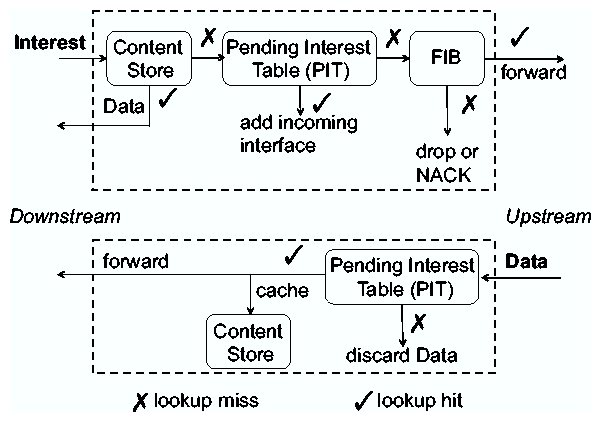 Interest
Content
Store
✗
Pending Interest
Table (PIT)
✗
FIB
✓
forward
Data
✓
✓
add incoming
interface
✗
drop or
NACK
Downstream
Upstream
forward
✓
cache
Content
Store
Pending Interest
Table (PIT)
Data
✗
discard Data
✗ lookup miss
✓ lookup hit